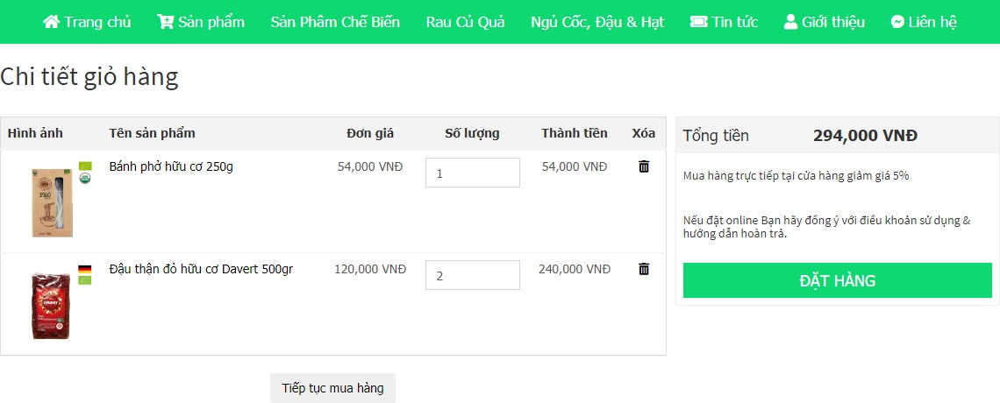 Trang chủ Sản phẩm Sản Phâm Chế Biến Rau Củ Quả Ngủ Cốc, Đậu & Hạt Tin tức Giới thiệu Liên hệ
Chi tiết giỏ hàng
Hình ảnh Tên sản phẩm Đơn giá Số lượng Thành tiền Xóa
Bánh phở hữu cơ 250g 54,000 VNĐ 1 54,000 VNĐ
PHỞ
Đậu thận đỏ hữu cơ Davert 500gr 120,000 VNĐ 2 240,000 VNĐ
DAVERT
Tiếp tục mua hàng
Tổng tiền 294,000 VNĐ
Mua hàng trực tiếp tại cửa hàng giảm giá 5%
Nếu đặt online Bạn hãy đồng ý với điều khoản sử dụng &
hướng dẫn hoàn trả.
ĐẶT HÀNG